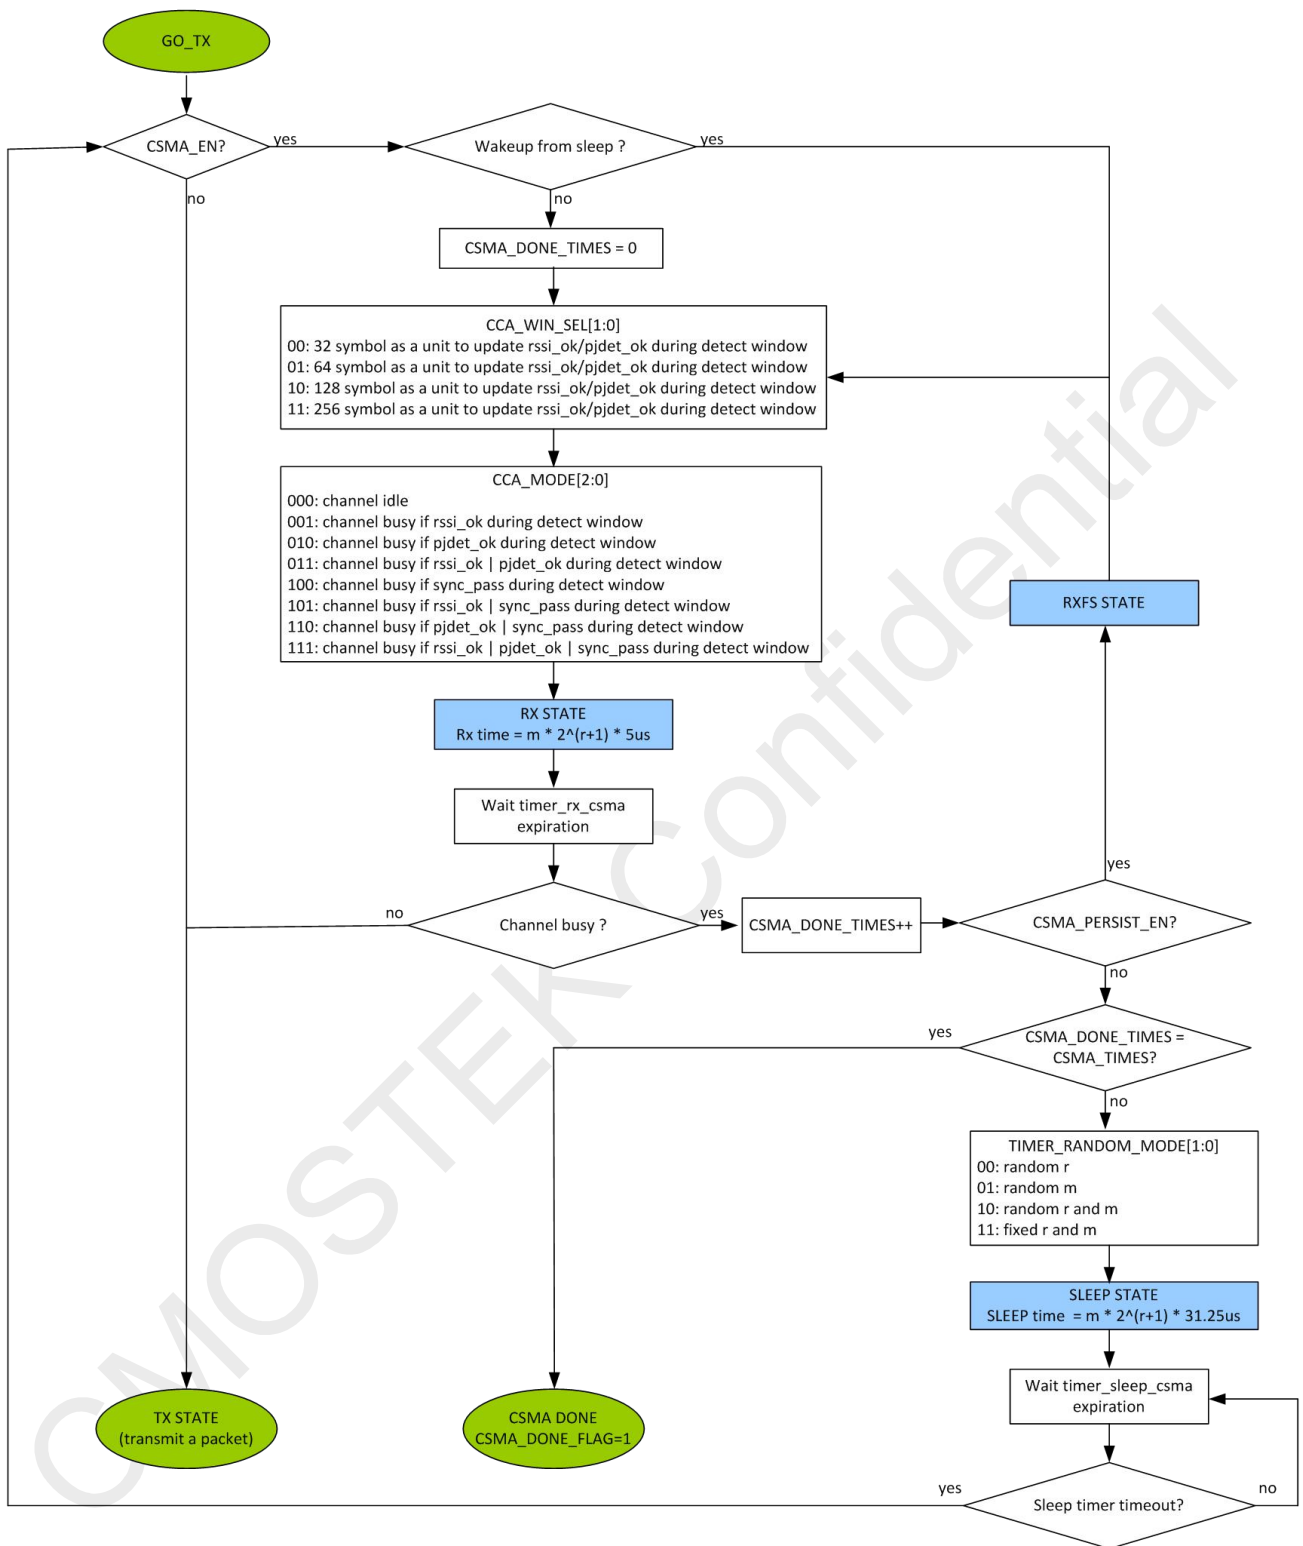 GO_TX
CSMA_EN?
yes
Wakeup from sleep ?
yes
no
no
CSMA_DONE_TIMES = 0
CCA_WIN_SEL[1:0]
00: 32 symbol as a unit to update rssi_ok/pjdet_ok during detect window
01: 64 symbol as a unit to update rssi_ok/pjdet_ok during detect window
10: 128 symbol as a unit to update rssi_ok/pjdet_ok during detect window
11: 256 symbol as a unit to update rssi_ok/pjdet_ok during detect window
CCA_MODE[2:0]
000: channel idle
001: channel busy if rssi_ok during detect window
010: channel busy if pjdet_ok during detect window
011: channel busy if rssi_ok | pjdet_ok during detect window
100: channel busy if sync_pass during detect window
101: channel busy if rssi_ok | sync_pass during detect window
110: channel busy if pjdet_ok | sync_pass during detect window
111: channel busy if rssi_ok | pjdet_ok | sync_pass during detect window
RXFS STATE
RX STATE
Rx time = m * 2^(r+1) * 5us
Wait timer_rx_csma
expiration
yes
no
Channel busy ?
yes
CSMA_DONE_TIMES++
CSMA_PERSIST_EN?
no
yes
CSMA_DONE_TIMES =
CSMA_TIMES?
no
TIMER_RANDOM_MODE[1:0]
00: random r
01: random m
10: random r and m
11: fixed r and m
SLEEP STATE
SLEEP time = m * 2^(r+1) * 31.25us
Wait timer_sleep_csma
expiration
TX STATE
(transmit a packet)
CSMA DONE
CSMA_DONE_FLAG=1
yes
Sleep timer timeout?
no
CMOSTEK Confidential